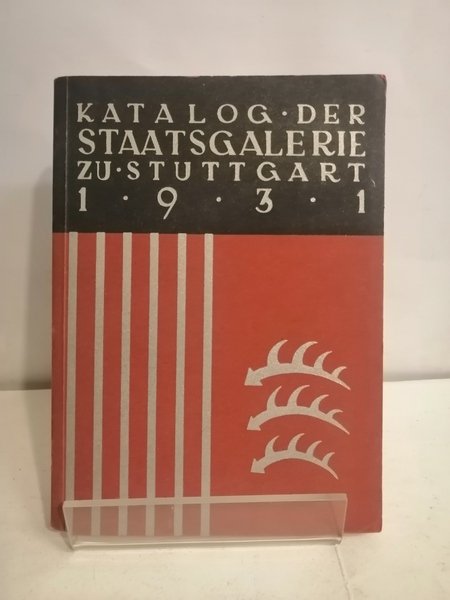 KATALOG·DER
STAATSGALERIE
ZU·STUTTGART
1·9·3·1